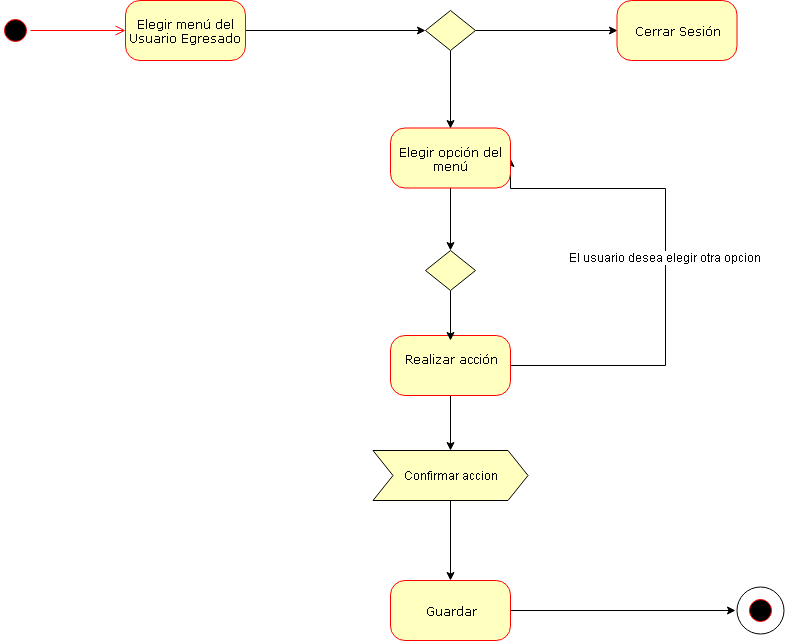 Elegir menú del
Usuario Egresado
Cerrar Sesión
Elegir opción del
menú
El usuario desea elegir otra opcion
Realizar acción
Confirmar accion
Guardar